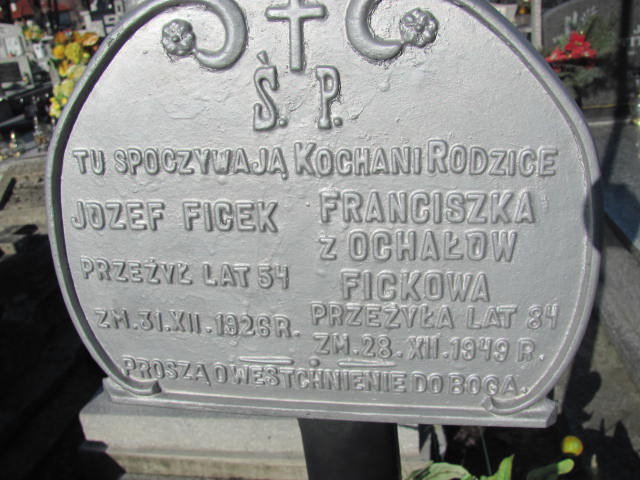 Ś. P.
TU SPOCZYWAJĄ KOCHANI RODZICE
JOZEF FICEK
PRZEŻYŁ LAT 54
ZM. 31. XII. 1926 R.
FRANCISZKA
Z OCHAŁOW
FICKOWA
PRZEŻYŁA LAT 84
ZM. 28. XII. 1949 R.
PROSZĄ O WESTCHNIENIE DO BOGA.